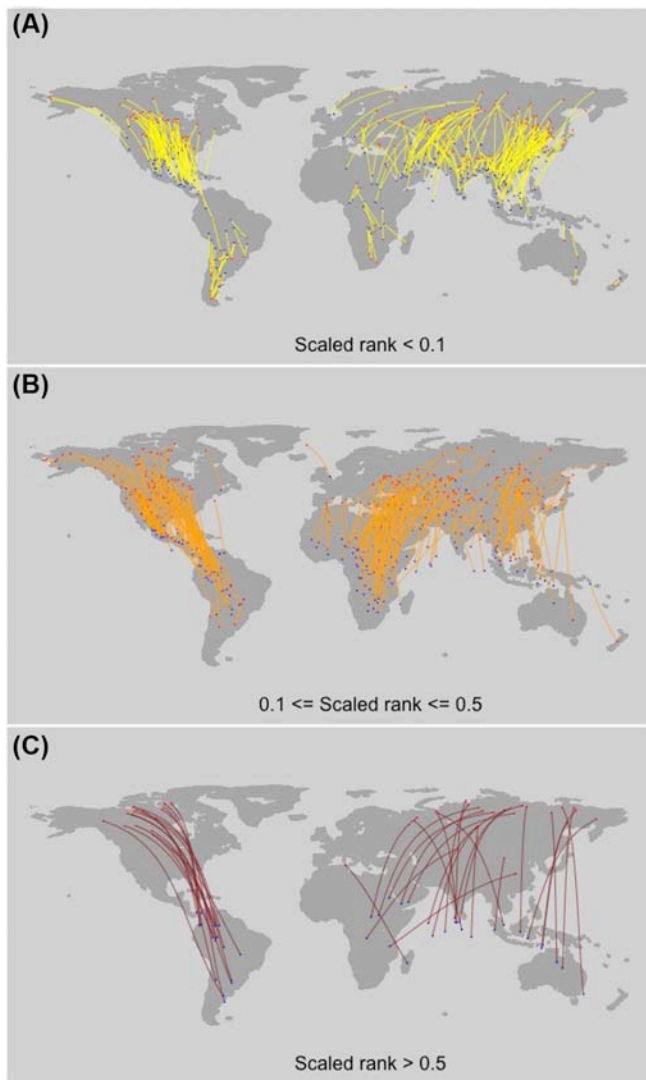 (A)
Scaled rank < 0.1
(B)
0.1 <= Scaled rank <= 0.5
(C)
Scaled rank > 0.5